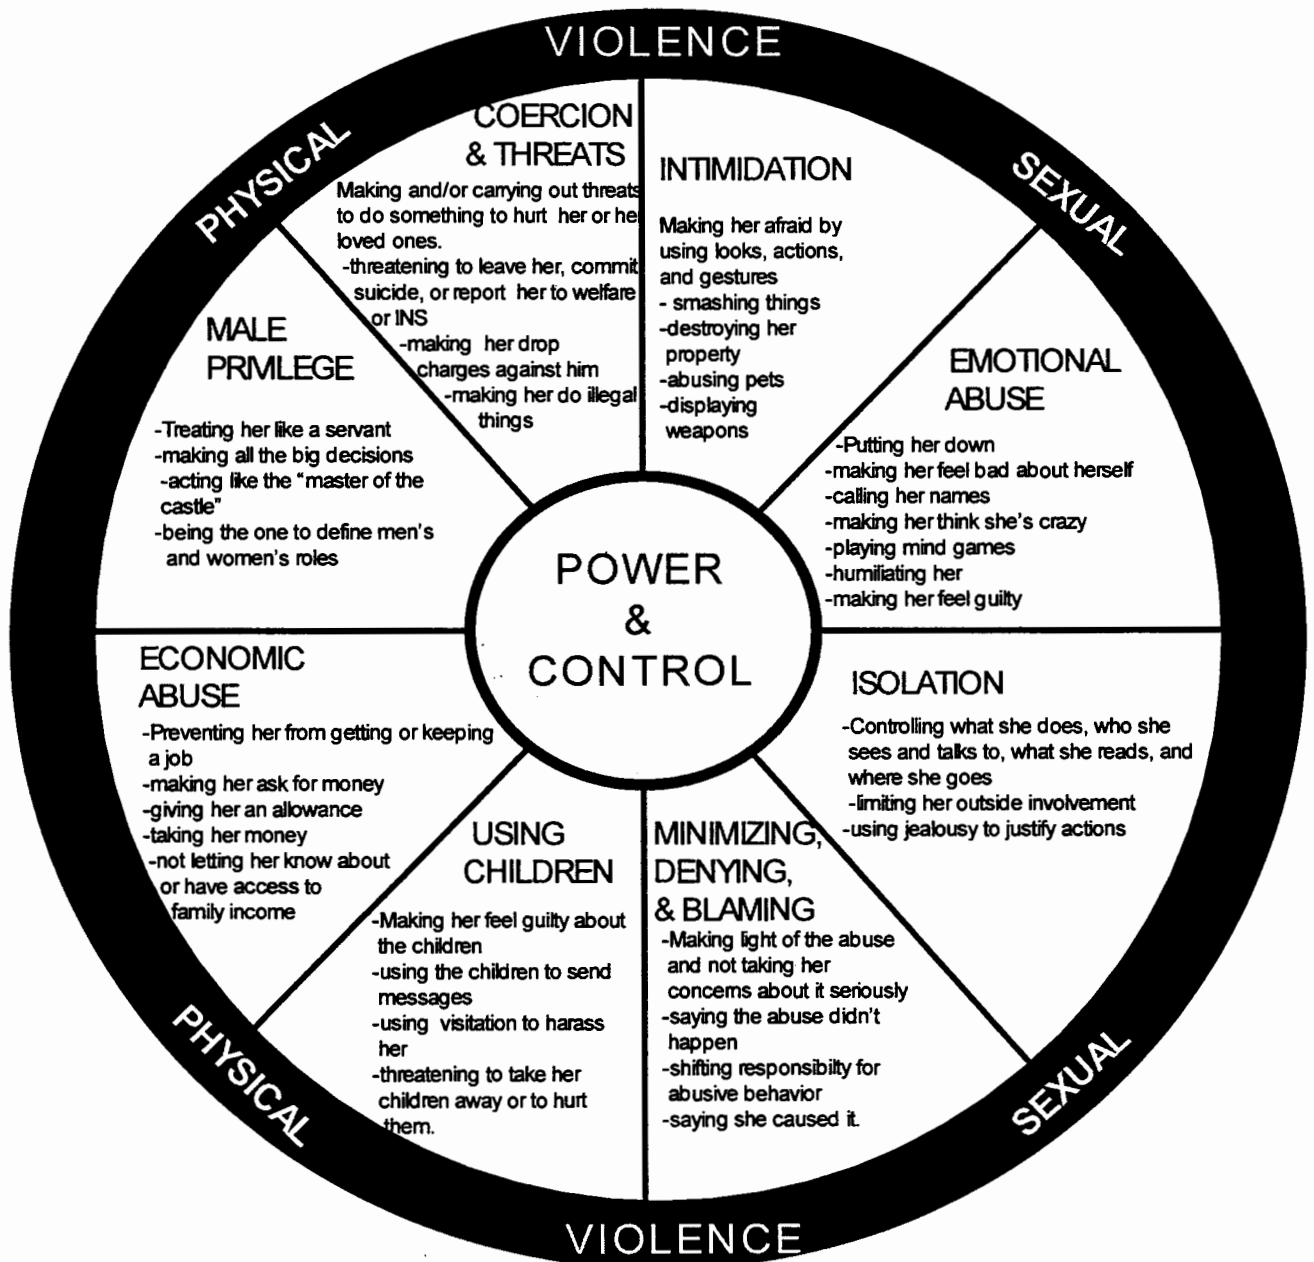 VIOLENCE
PHYSICAL
SEXUAL
COERCION
& THREATS
Making and/or carrying out threats
to do something to hurt her or he
loved ones.
-threatening to leave her, commit
suicide, or report her to welfare
or INS
-making her drop
charges against him
-making her do illegal
things
INTIMIDATION
Making her afraid by
using looks, actions,
and gestures
- smashing things
-destroying her
property
-abusing pets
-displaying
weapons
MALE
PRIVILEGE
-Treating her like a servant
-making all the big decisions
-acting like the "master of the
castle"
-being the one to define men's
and women's roles
EMOTIONAL
ABUSE
-Putting her down
-making her feel bad about herself
-calling her names
-making her think she's crazy
-playing mind games
-humiliating her
-making her feel guilty
POWER
&
CONTROL
ECONOMIC
ABUSE
-Preventing her from getting or keeping
a job
-making her ask for money
-giving her an allowance
-taking her money
-not letting her know about
or have access to
family income
ISOLATION
-Controlling what she does, who she
sees and talks to, what she reads, and
where she goes
-limiting her outside involvement
-using jealousy to justify actions
USING
CHILDREN
-Making her feel guilty about
the children
-using the children to send
messages
-using visitation to harass
her
-threatening to take her
children away or to hurt
them.
MINIMIZING,
DENYING,
& BLAMING
-Making light of the abuse
and not taking her
concerns about it seriously
-saying the abuse didn't
happen
-shifting responsibilty for
abusive behavior
-saying she caused it.
PHYSICAL
SEXUAL
VIOLENCE